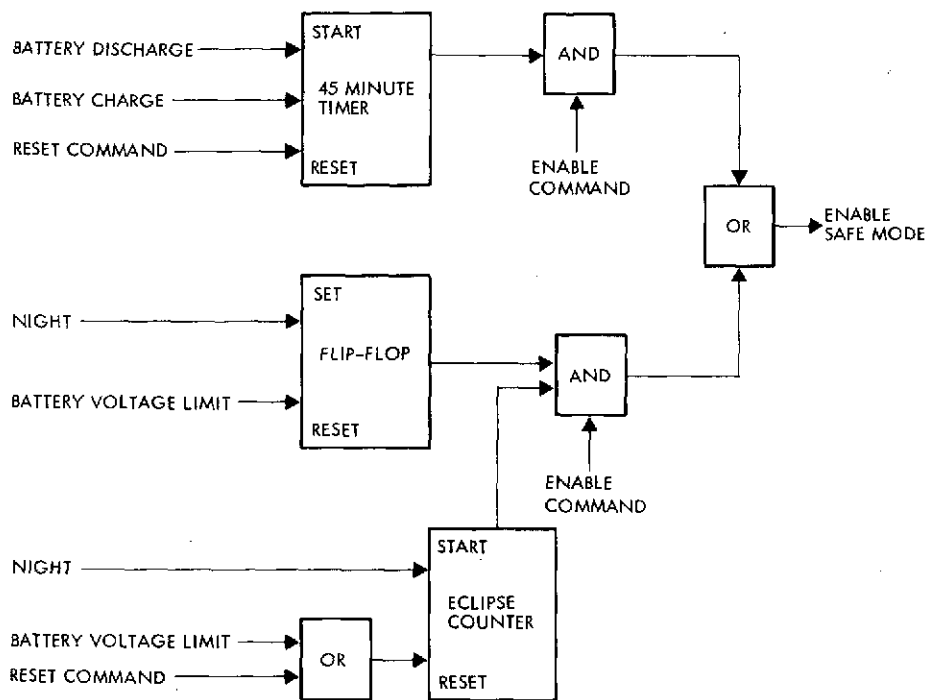 BATTERY DISCHARGE
BATTERY CHARGE
RESET COMMAND
START
45 MINUTE
TIMER
RESET
AND
ENABLE
COMMAND
OR
ENABLE
SAFE MODE
NIGHT
BATTERY VOLTAGE LIMIT
SET
FLIP-FLOP
RESET
AND
ENABLE
COMMAND
NIGHT
BATTERY VOLTAGE LIMIT
RESET COMMAND
OR
START
ECLIPSE
COUNTER
RESET